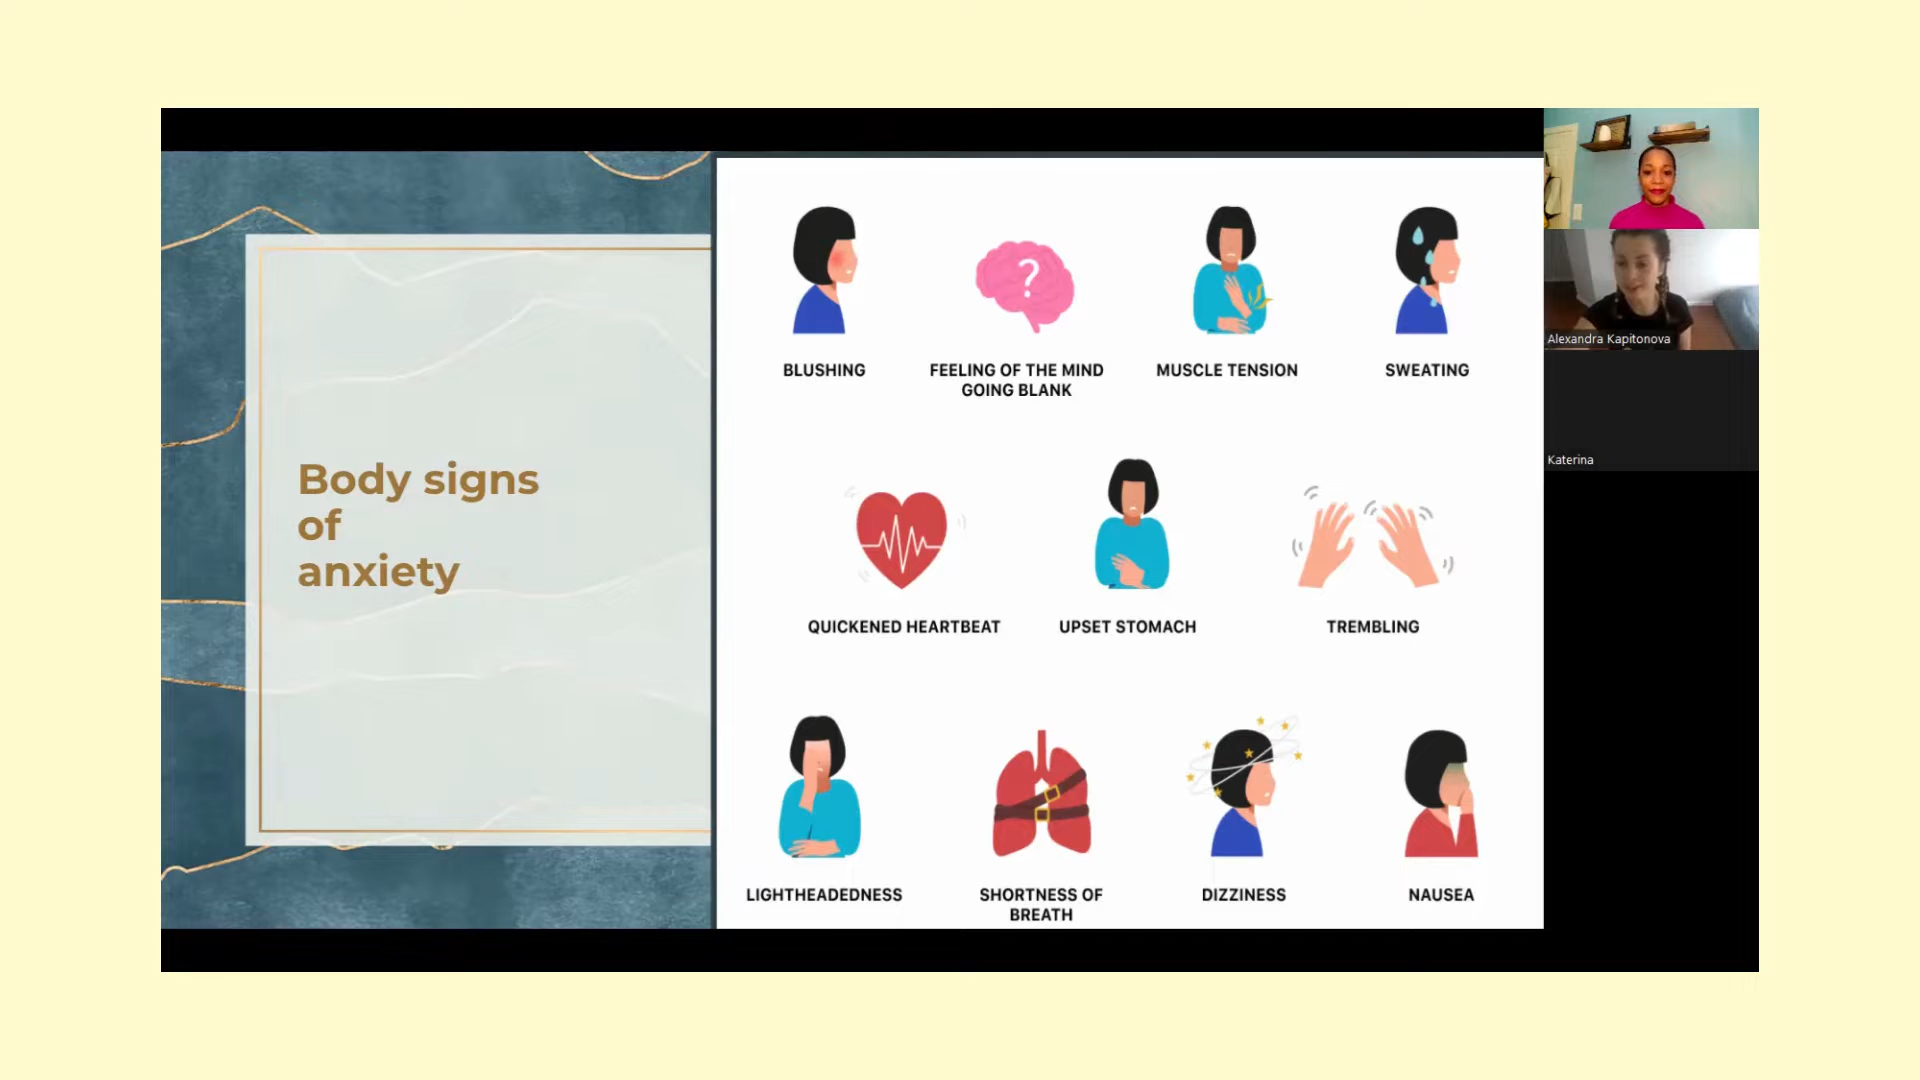 Body signs
of
anxiety
BLUSHING
FEELING OF THE MIND
GOING BLANK
MUSCLE TENSION
SWEATING
?
QUICKENED HEARTBEAT
UPSET STOMACH
TREMBLING
LIGHTHEADEDNESS
SHORTNESS OF
BREATH
DIZZINESS
NAUSEA
Alexandra Kapitonova
Katerina